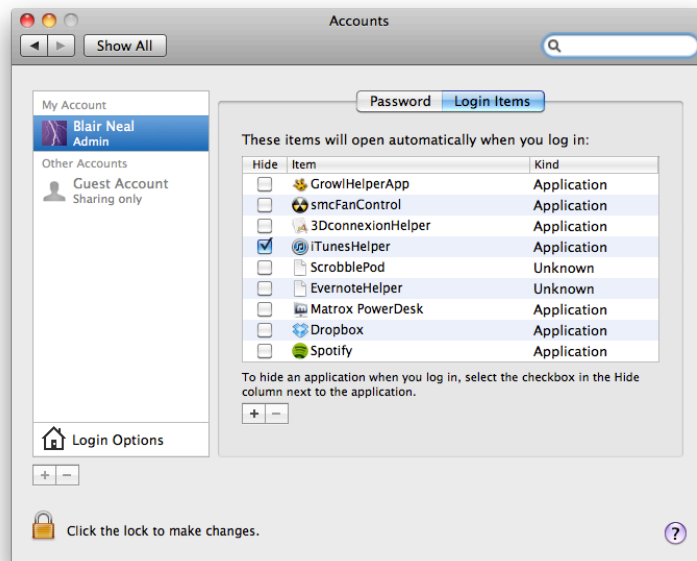 Accounts
Show All
My Account
Blair Neal
Admin
Other Accounts
Guest Account
Sharing only
Login Options
Password Login Items
These items will open automatically when you log in:
Hide Item Kind
GrowlHelperApp Application
smcFanControl Application
3DconnexionHelper Application
iTunesHelper Application
ScrobblePod Unknown
EvernoteHelper Unknown
Matrox PowerDesk Application
Dropbox Application
Spotify Application
To hide an application when you log in, select the checkbox in the Hide
column next to the application.
Click the lock to make changes.